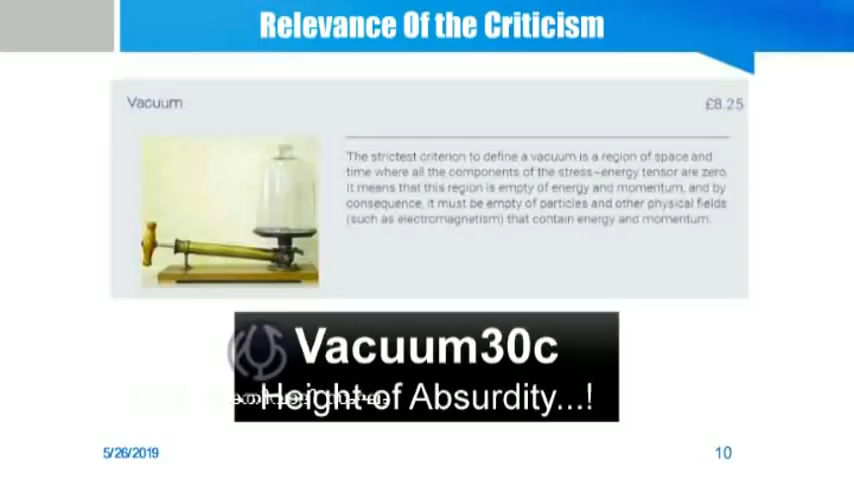 Relevance Of the Criticism
Vacuum
£8.25
The strictest criterion to define a vacuum is a region of space and
time where all the components of the stress-energy tensor are zero.
It means that this region is empty of energy and momentum, and by
consequence, it must be empty of particles and other physical fields
(such as electromagnetism) that contain energy and momentum.
Vacuum30c
Height of Absurdity...!
5/26/2019
10